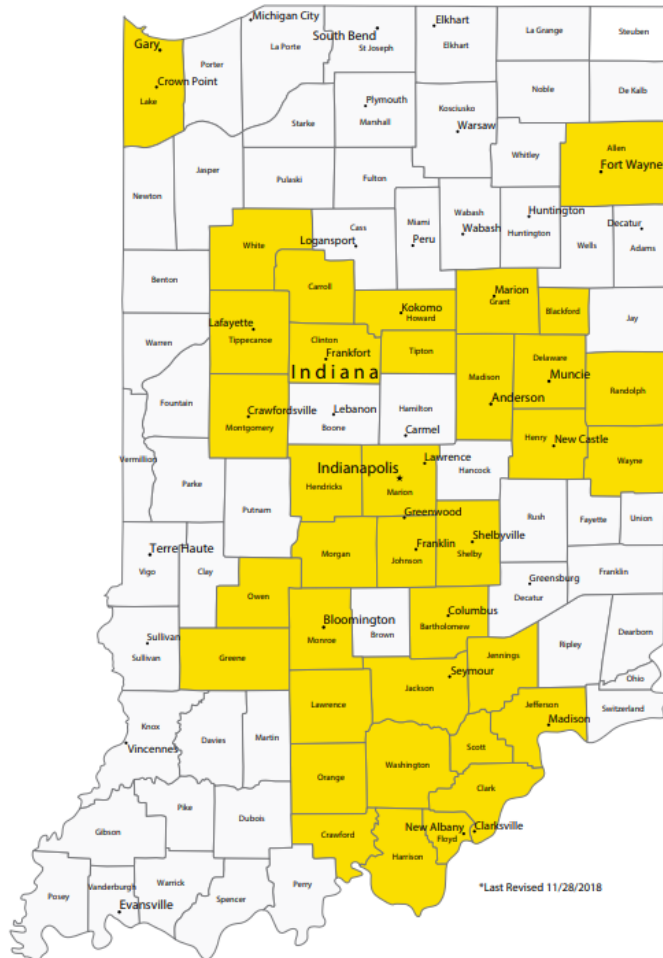 Michigan City
Elkhart
La Grange
Steuben
South Bend
Gary
La Porte
St Joseph
Elkhart
Porter
Crown Point
Noble
De Kalb
Lake
Plymouth
Kosciusko
Starke
Marshall
Warsaw
Allen
Whitley
Fort Wayne
Jasper
Pulaski
Fulton
Newton
Miami
Wabash
Huntington
Cass
Decatur
White
Logansport
Peru
Wabash
Huntington
Wells
Adams
Benton
Carroll
Marion
Grant
Kokomo
Howard
Blackford
Lafayette
Jay
Tippecanoe
Clinton
Tipton
Warren
Frankfort
Delaware
Madison
Indiana
Muncie
Randolph
Fountain
Anderson
Crawfordsville
Lebanon
Hamilton
Montgomery
Boone
Carmel
Henry
New Castle
Vermillion
Lawrence
Wayne
Indianapolis
Hancock
Parke
Hendricks
Marion
Putnam
Greenwood
Rush
Fayette
Union
Terre Haute
Franklin
Shelbyville
Morgan
Johnson
Shelby
Vigo
Clay
Greensburg
Franklin
Owen
Decatur
Columbus
Bloomington
Bartholomew
Sullivan
Monroe
Brown
Dearborn
Ripley
Sullivan
Greene
Jennings
Seymour
Ohio
Jackson
Lawrence
Jefferson
Switzerland
Knox
Madison
Davies
Martin
Vincennes
Scott
Washington
Orange
Clark
Pike
Dubois
Gibson
Crawford
New Albany
Clarksville
Floyd
Harrison
Vanderburgh
Warrick
Perry
Posey
Spencer
Evansville
*Last Revised 11/28/2018